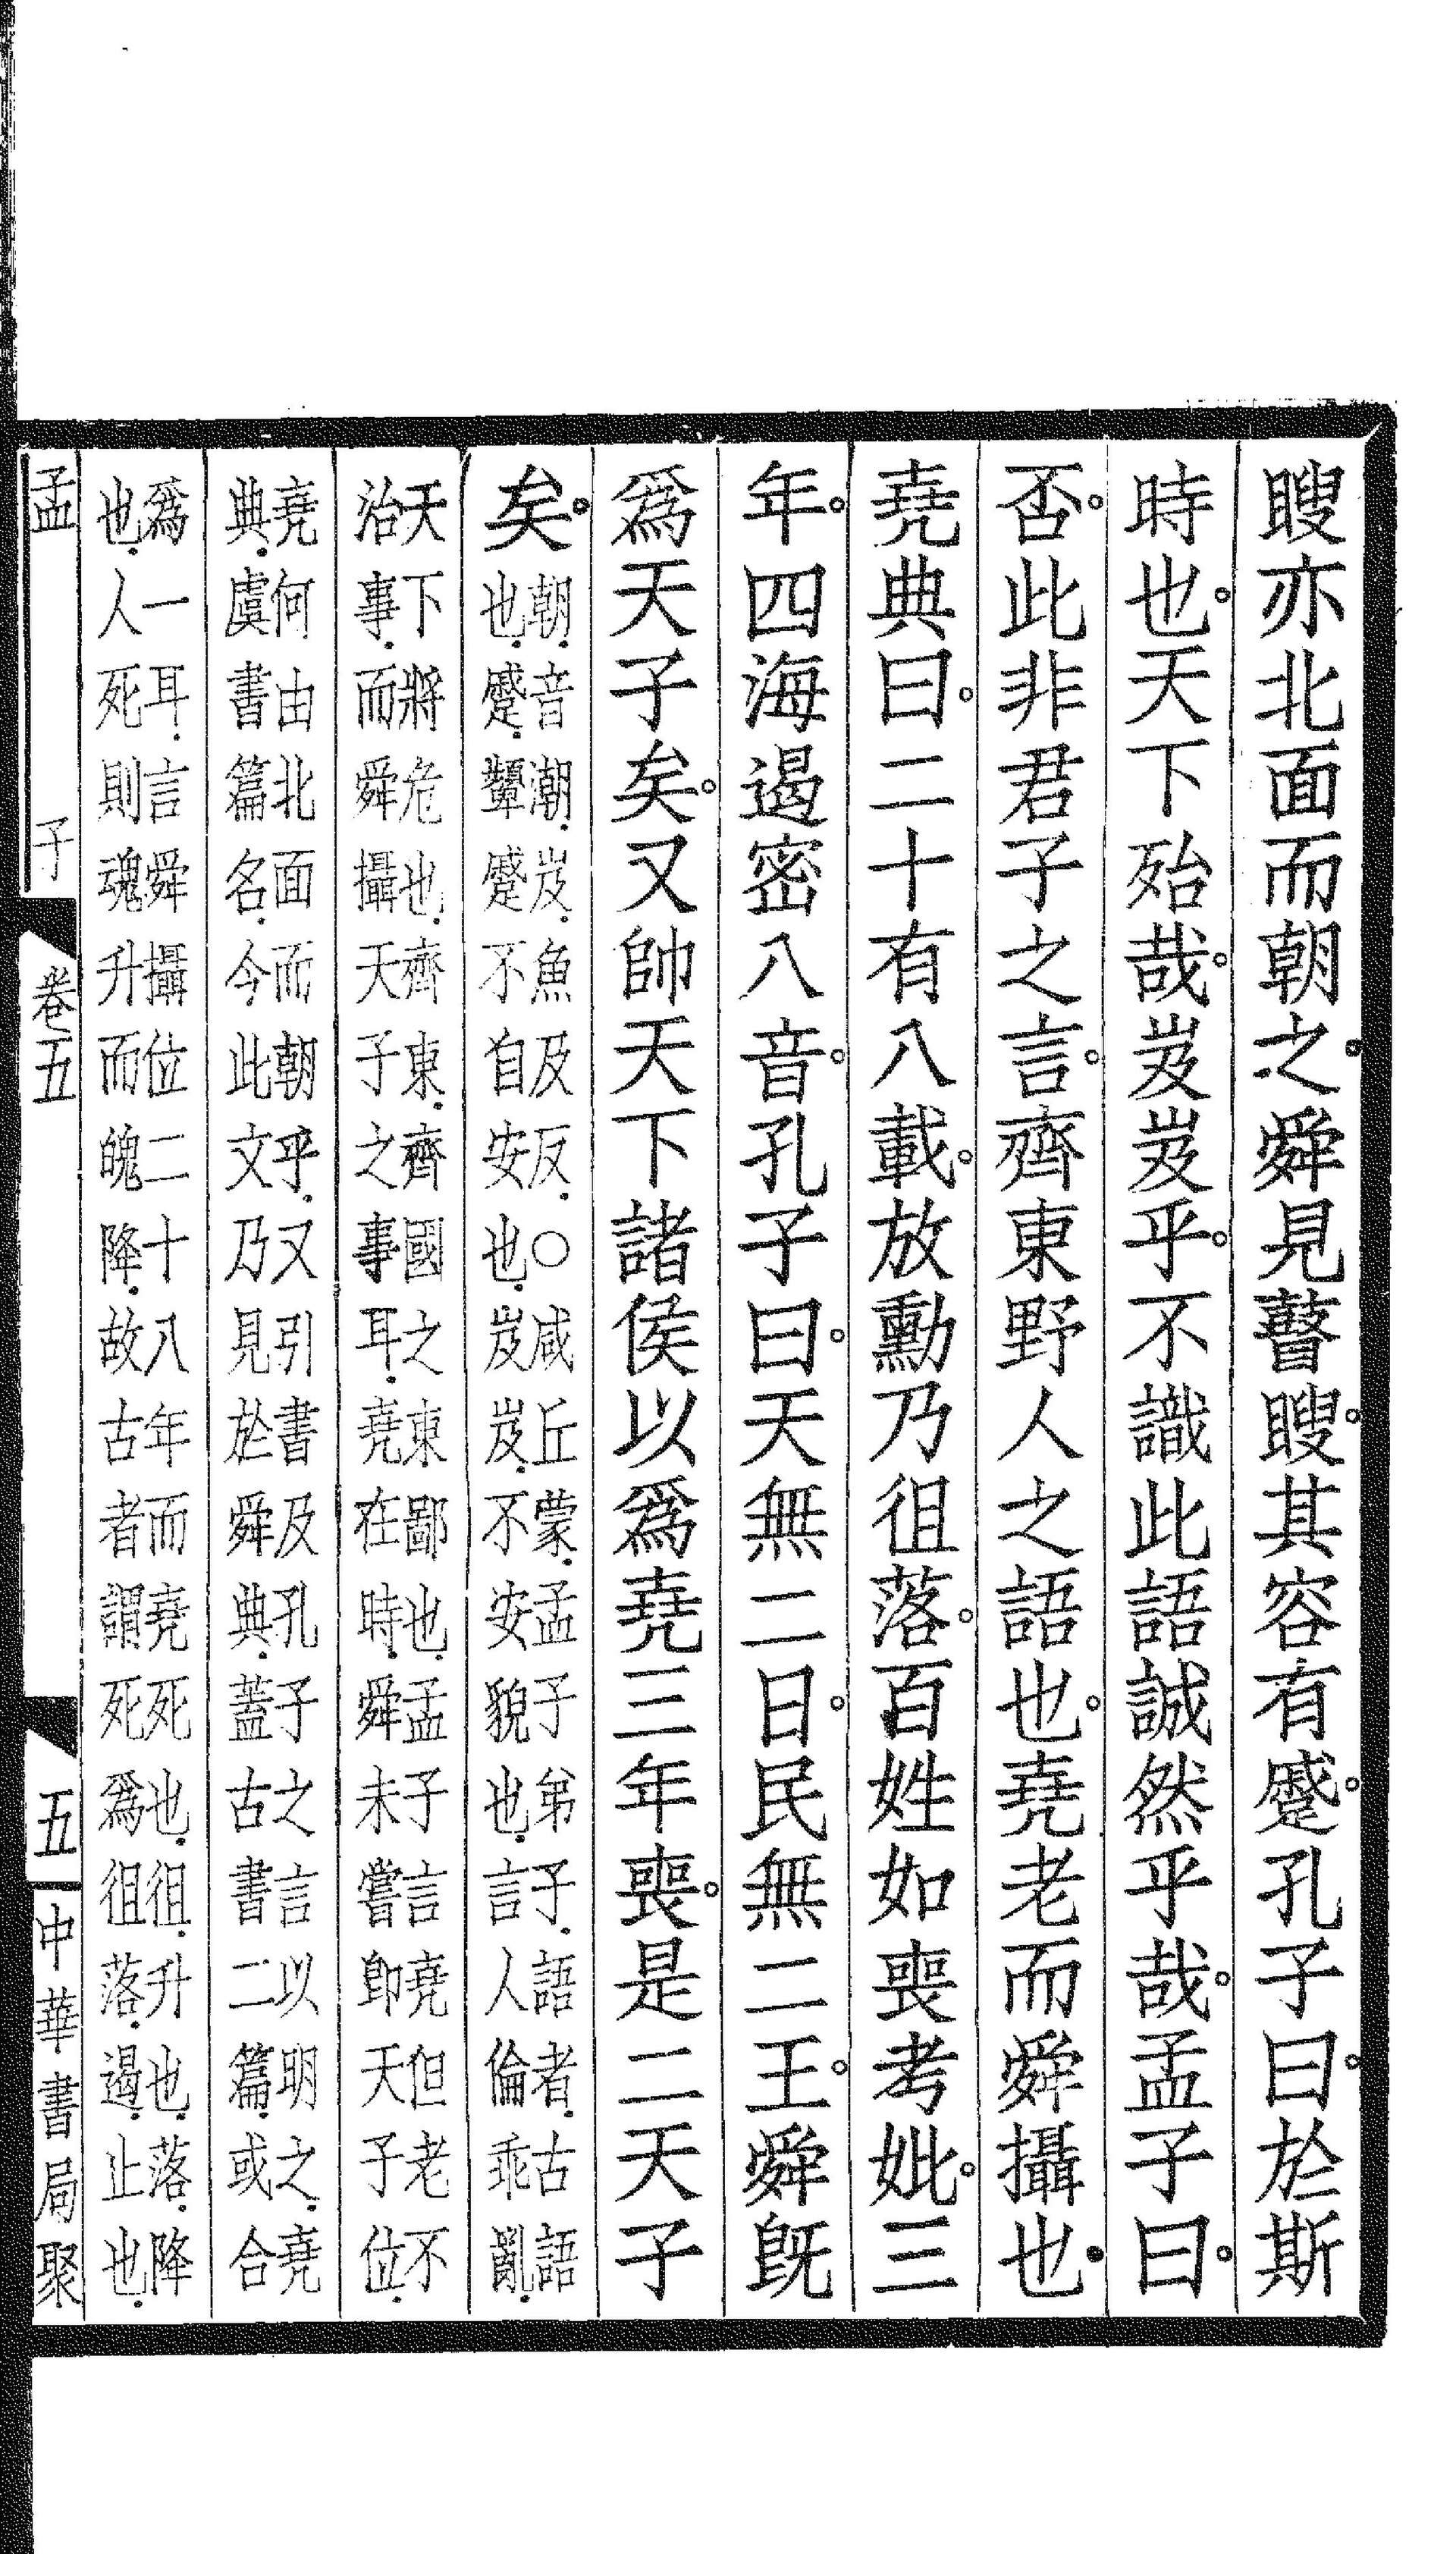 瞍亦北面而朝之。舜見瞽瞍。其容有蹙。孔子曰。於斯
時也。天下殆哉。岌岌乎。不識此語誠然乎哉。孟子曰。
否。此非君子之言。齊東野人之語也。堯老而舜攝也。
堯典曰。二十有八載。放勳乃徂落。百姓如喪考妣。三
年。四海遏密八音。孔子曰。天無二日。民無二王。舜既
爲天子矣。又帥天下諸侯以爲堯三年喪。是二天子
矣。
朝.音潮.岌.魚及反.○咸丘蒙.孟子弟子.語者.古語
也.蹙.顰蹙不自安也.岌岌.不安貌也.言人倫乖亂.
天下將危也.齊東.齊國之東鄙也.孟子言堯但老不
治事.而舜攝天子之事耳.堯在時.舜未嘗卽天子位.
堯何由北面而朝乎.又引書及孔子之言以明之.堯
典.虞書篇名.今此文乃見於舜典.蓋古書二篇.或合
爲一耳.言舜攝位二十八年而堯死也.徂.升也.落.降
也.人死則魂升而魄降.故古者謂死爲徂落.遏.止也.
孟子
卷五
五
中華書局聚